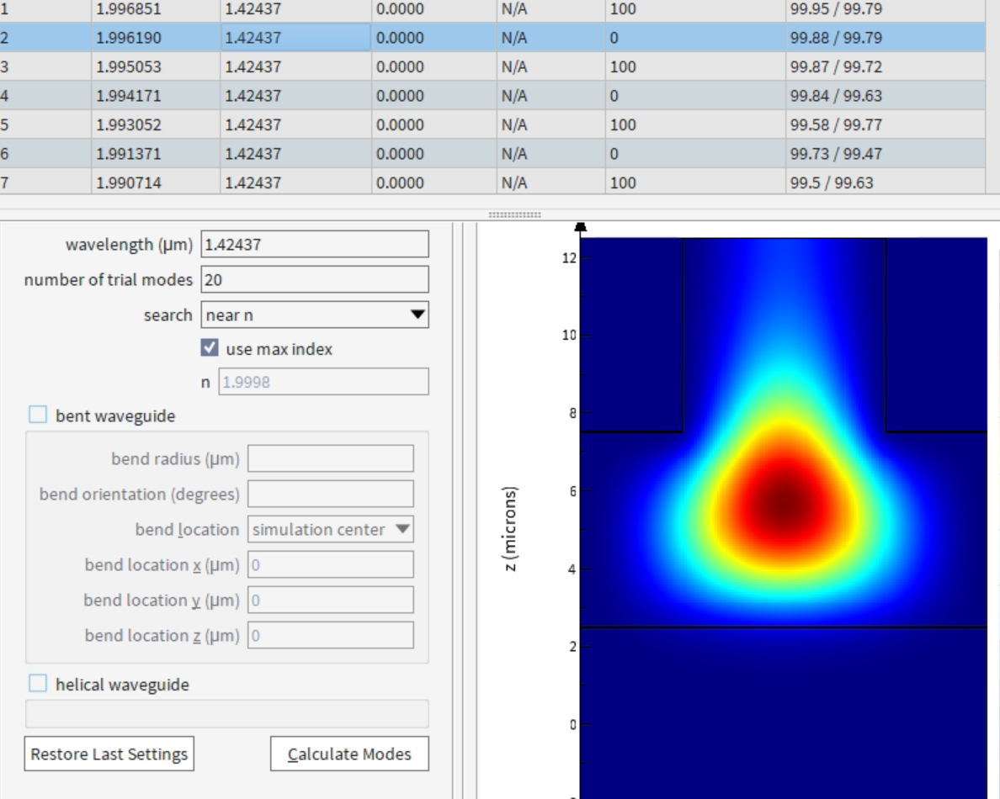 1 1.996851 1.42437 0.0000 N/A 100 99.95 / 99.79
2 1.996190 1.42437 0.0000 N/A 0 99.88 / 99.79
3 1.995053 1.42437 0.0000 N/A 100 99.87 / 99.72
4 1.994171 1.42437 0.0000 N/A 0 99.84 / 99.63
5 1.993052 1.42437 0.0000 N/A 100 99.58 / 99.77
6 1.991371 1.42437 0.0000 N/A 0 99.73 / 99.47
7 1.990714 1.42437 0.0000 N/A 100 99.5 / 99.63
wavelength (µm) 1.42437
number of trial modes 20
search near n
use max index
n 1.9998
bent waveguide
bend radius (µm)
bend orientation (degrees)
bend location simulation center
bend location x (µm) 0
bend location y (µm) 0
bend location z (µm) 0
helical waveguide
Restore Last Settings Calculate Modes
12
10
8
6
4
2
0
z (microns)